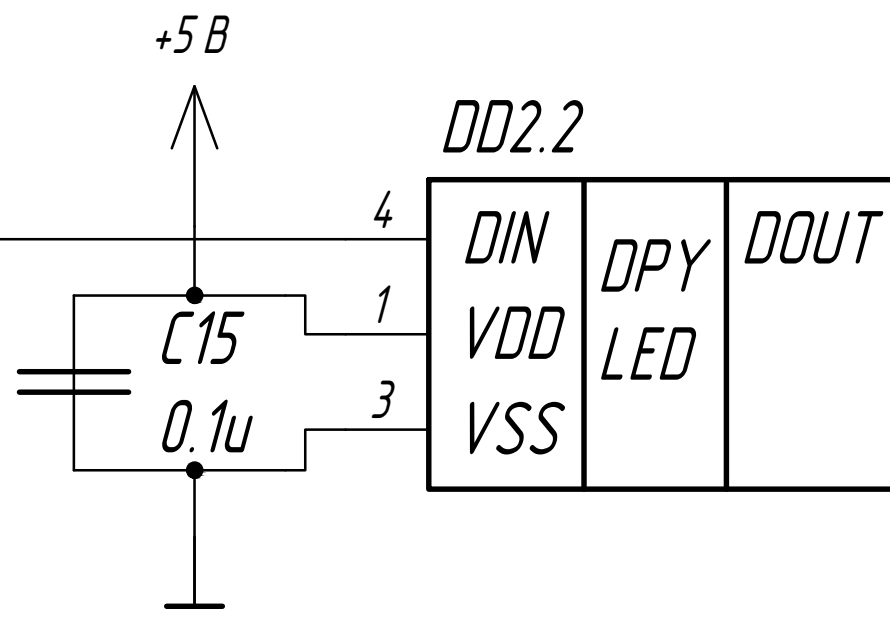 +5 В
DD2.2
4
DIN
DPY
DOUT
1
C15
VDD
LED
3
0.1u
VSS